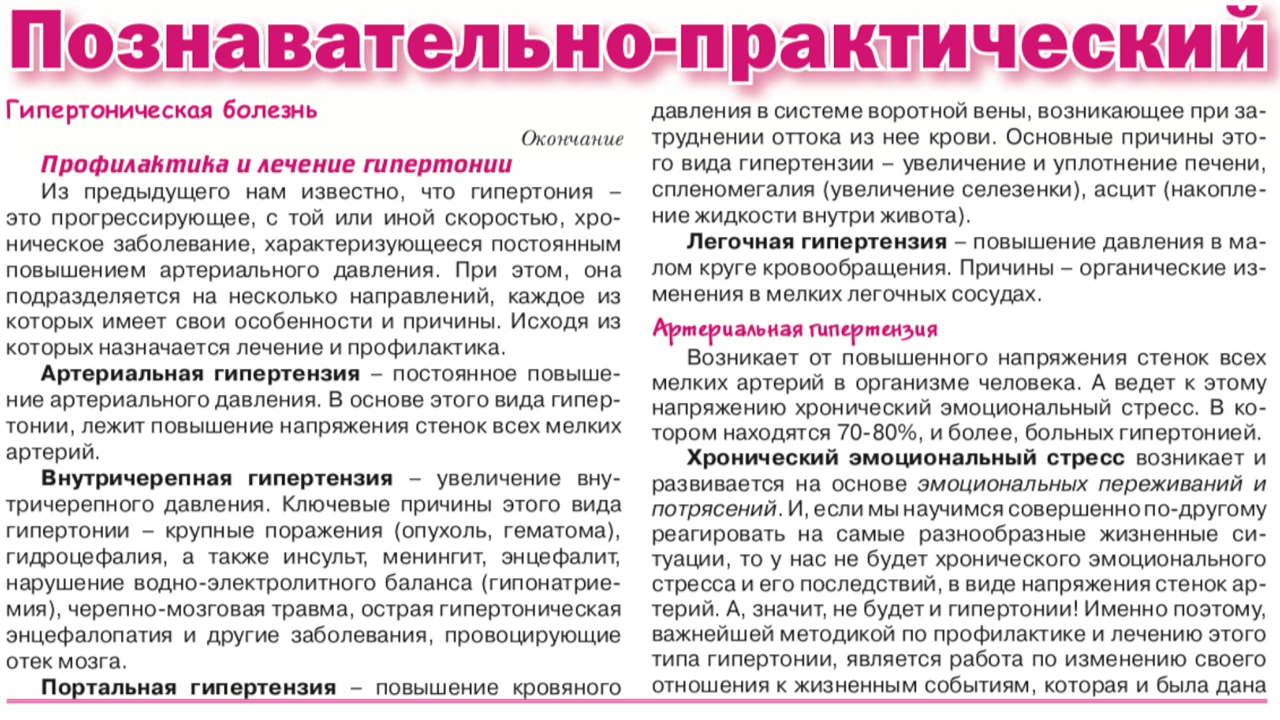 Познавательно-практический
Гипертоническая болезнь
Окончание
Профилактика и лечение гипертонии
Из предыдущего нам известно, что гипертония –
это прогрессирующее, с той или иной скоростью, хро-
ническое заболевание, характеризующееся постоянным
повышением артериального давления. При этом, она
подразделяется на несколько направлений, каждое из
которых имеет свои особенности и причины. Исходя из
которых назначается лечение и профилактика.
Артериальная гипертензия – постоянное повыше-
ние артериального давления. В основе этого вида гипер-
тонии, лежит повышение напряжения стенок всех мелких
артерий.
Внутричерепная гипертензия – увеличение вну-
тричерепного давления. Ключевые причины этого вида
гипертонии – крупные поражения (опухоль, гематома),
гидроцефалия, а также инсульт, менингит, энцефалит,
нарушение водно-электролитного баланса (гипонатрие-
мия), черепно-мозговая травма, острая гипертоническая
энцефалопатия и другие заболевания, провоцирующие
отек мозга.
Портальная гипертензия – повышение кровяного
давления в системе воротной вены, возникающее при за-
труднении оттока из нее крови. Основные причины это-
го вида гипертензии – увеличение и уплотнение печени,
спленомегалия (увеличение селезенки), асцит (накопле-
ние жидкости внутри живота).
Легочная гипертензия – повышение давления в ма-
лом круге кровообращения. Причины – органические из-
менения в мелких легочных сосудах.
Артериальная гипертензия
Возникает от повышенного напряжения стенок всех
мелких артерий в организме человека. А ведет к этому
напряжению хронический эмоциональный стресс. В ко-
тором находятся 70-80%, и более, больных гипертонией.
Хронический эмоциональный стресс возникает и
развивается на основе эмоциональных переживаний и
потрясений. И, если мы научимся совершенно по-другому
реагировать на самые разнообразные жизненные си-
туации, то у нас не будет хронического эмоционального
стресса и его последствий, в виде напряжения стенок ар-
терий. А, значит, не будет и гипертонии! Именно поэтому,
важнейшей методикой по профилактике и лечению этого
типа гипертонии, является работа по изменению своего
отношения к жизненным событиям, которая и была дана